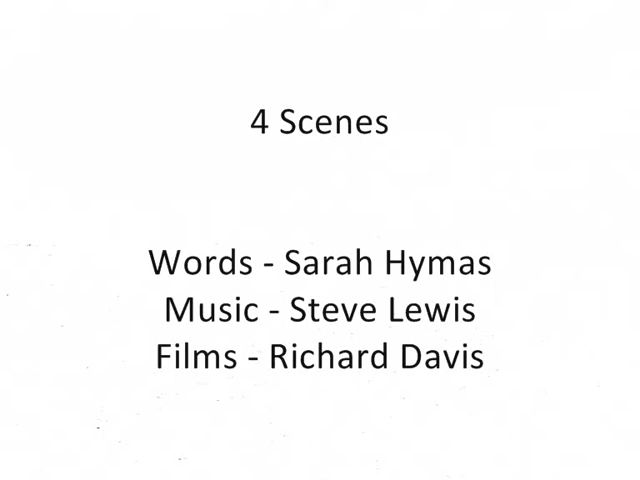 4 Scenes
Words - Sarah Hymas
Music - Steve Lewis
Films - Richard Davis